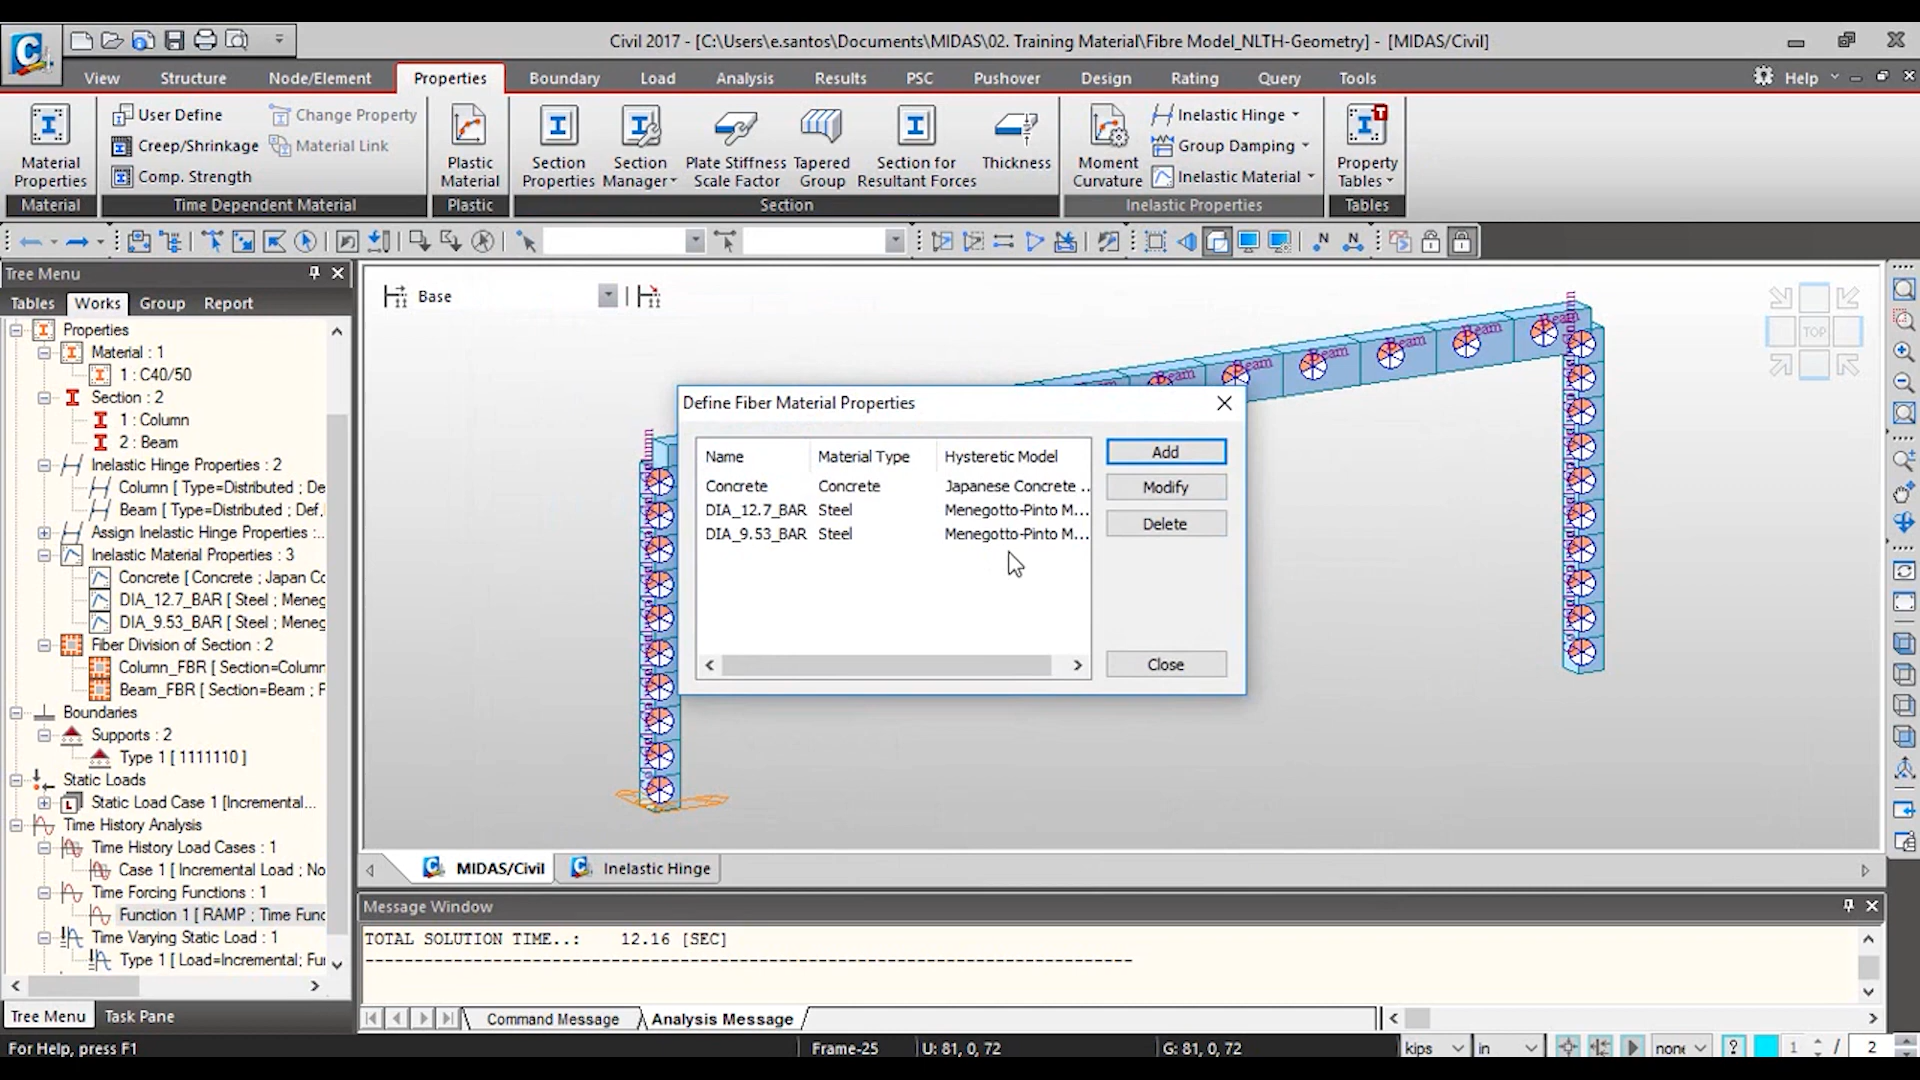 Civil 2017 - [C:\Users\e.santos\Documents\MIDAS\02. Training Material\Fibre Model_NLTH-Geometry] - [MIDAS/Civil]
View Structure Node/Element Properties Boundary Load Analysis Results PSC Pushover Design Rating Query Tools Help
Material Properties
User Define
Creep/Shrinkage
Comp. Strength
Change Property
Material Link
Plastic Material
Section Properties
Section Manager
Plate Stiffness Scale Factor
Tapered Group
Section for Resultant Forces
Thickness
Moment Curvature
Inelastic Hinge
Group Damping
Inelastic Material
Property Tables
Material Time Dependent Material Plastic Section Inelastic Properties Tables
Tree Menu
Tables Works Group Report
Properties
Material : 1
1 : C40/50
Section : 2
1 : Column
2 : Beam
Inelastic Hinge Properties : 2
Column [ Type=Distributed ; De
Beam [ Type=Distributed ; Def.
Assign Inelastic Hinge Properties :..
Inelastic Material Properties : 3
Concrete [ Concrete ; Japan Co
DIA_12.7_BAR [ Steel ; Meneg
DIA_9.53_BAR [ Steel ; Meneg
Fiber Division of Section : 2
Column_FBR [ Section=Column
Beam_FBR [ Section=Beam ; F
Boundaries
Supports : 2
Type 1 [ 1111110 ]
Static Loads
Static Load Case 1 [Incremental...
Time History Analysis
Time History Load Cases : 1
Case 1 [ Incremental Load ; No
Time Forcing Functions : 1
Function 1 [ RAMP ; Time Func
Time Varying Static Load : 1
Type 1 [ Load=Incremental; Fu
Tree Menu Task Pane
Base
TOP
Beam
Beam
Beam
Beam
Beam
Beam
Define Fiber Material Properties
Name Material Type Hysteretic Model
Concrete Concrete Japanese Concrete ..
DIA_12.7_BAR Steel Menegotto-Pinto M...
DIA_9.53_BAR Steel Menegotto-Pinto M...
Add
Modify
Delete
Close
MIDAS/Civil Inelastic Hinge
Message Window
TOTAL SOLUTION TIME..: 12.16 [SEC]
Command Message Analysis Message
For Help, press F1 Frame-25 U: 81, 0, 72 G: 81, 0, 72 kips in none ? 1 / 2